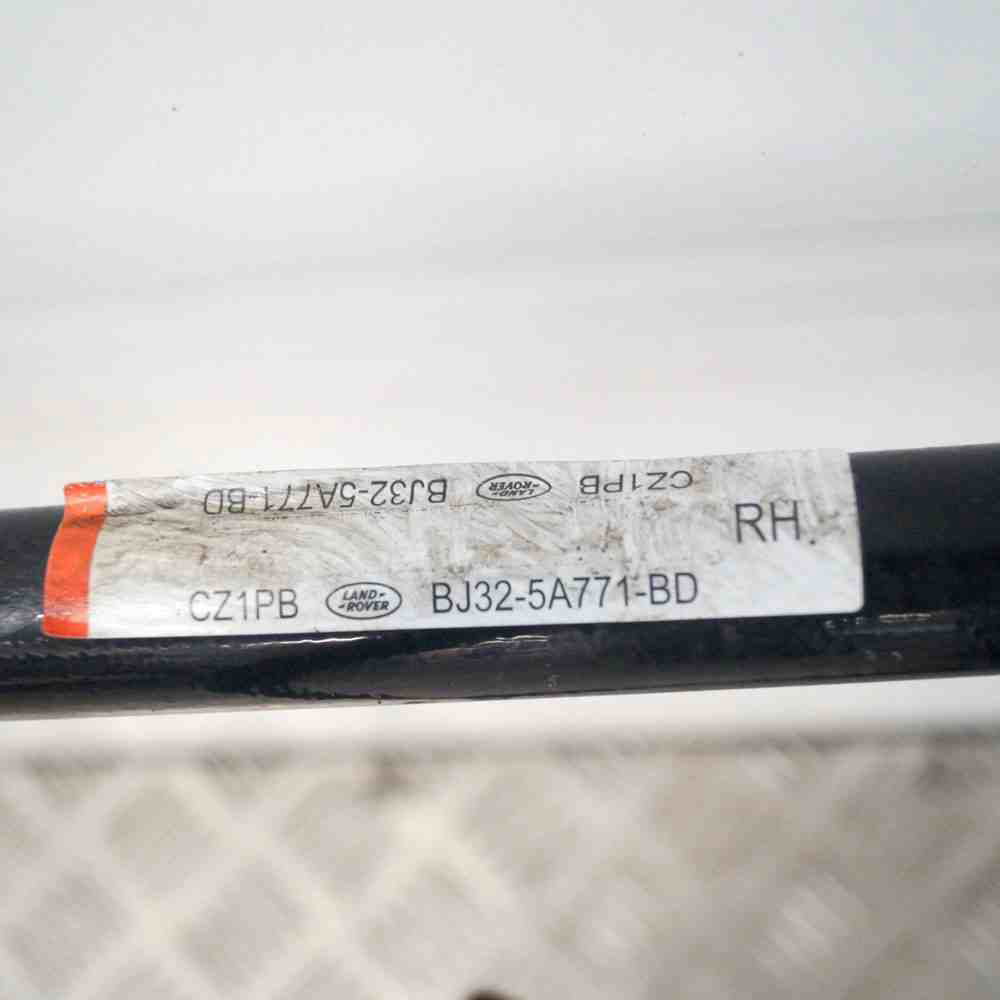 BJ32-5A771-BD LAND-ROVER CZ1PB
RH
CZ1PB LAND-ROVER BJ32-5A771-BD